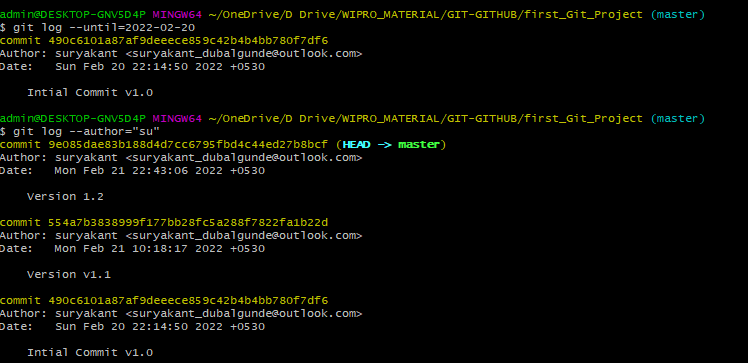 admin@DESKTOP-GNV5D4P MINGW64 ~/OneDrive/D Drive/WIPRO_MATERIAL/GIT-GITHUB/first_Git_Project (master)
$ git log --until=2022-02-20
commit 490c6101a87af9deeece859c42b4b4bb780f7df6
Author: suryakant <suryakant_dubalgunde@outlook.com>
Date:   Sun Feb 20 22:14:50 2022 +0530
    Intial Commit v1.0
admin@DESKTOP-GNV5D4P MINGW64 ~/OneDrive/D Drive/WIPRO_MATERIAL/GIT-GITHUB/first_Git_Project (master)
$ git log --author="su"
commit 9e085dae83b188d4d7cc6795fbd4c44ed27b8bcf (HEAD -> master)
Author: suryakant <suryakant_dubalgunde@outlook.com>
Date:   Mon Feb 21 22:43:06 2022 +0530
    Version 1.2
commit 554a7b3838999f177bb28fc5a288f7822fa1b22d
Author: suryakant <suryakant_dubalgunde@outlook.com>
Date:   Mon Feb 21 10:18:17 2022 +0530
    Version v1.1
commit 490c6101a87af9deeece859c42b4b4bb780f7df6
Author: suryakant <suryakant_dubalgunde@outlook.com>
Date:   Sun Feb 20 22:14:50 2022 +0530
    Intial Commit v1.0